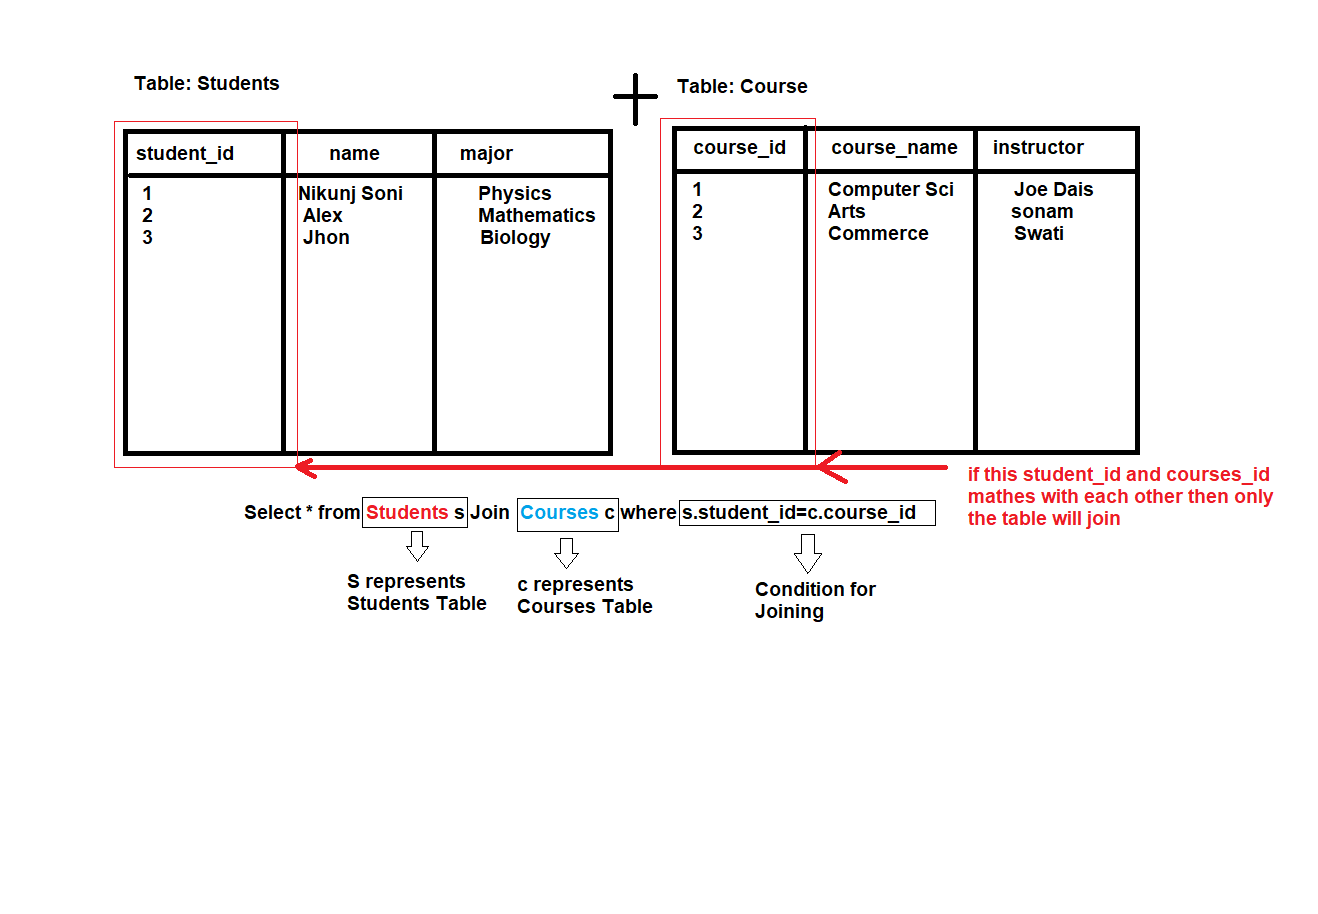 Table: Students
Table: Course
student_id name major
1 Nikunj Soni Physics
2 Alex Mathematics
3 Jhon Biology
course_id course_name instructor
1 Computer Sci Joe Dais
2 Arts sonam
3 Commerce Swati
if this student_id and courses_id
mathes with each other then only
the table will join
Select * from Students s Join Courses c where s.student_id=c.course_id
S represents
Students Table
c represents
Courses Table
Condition for
Joining